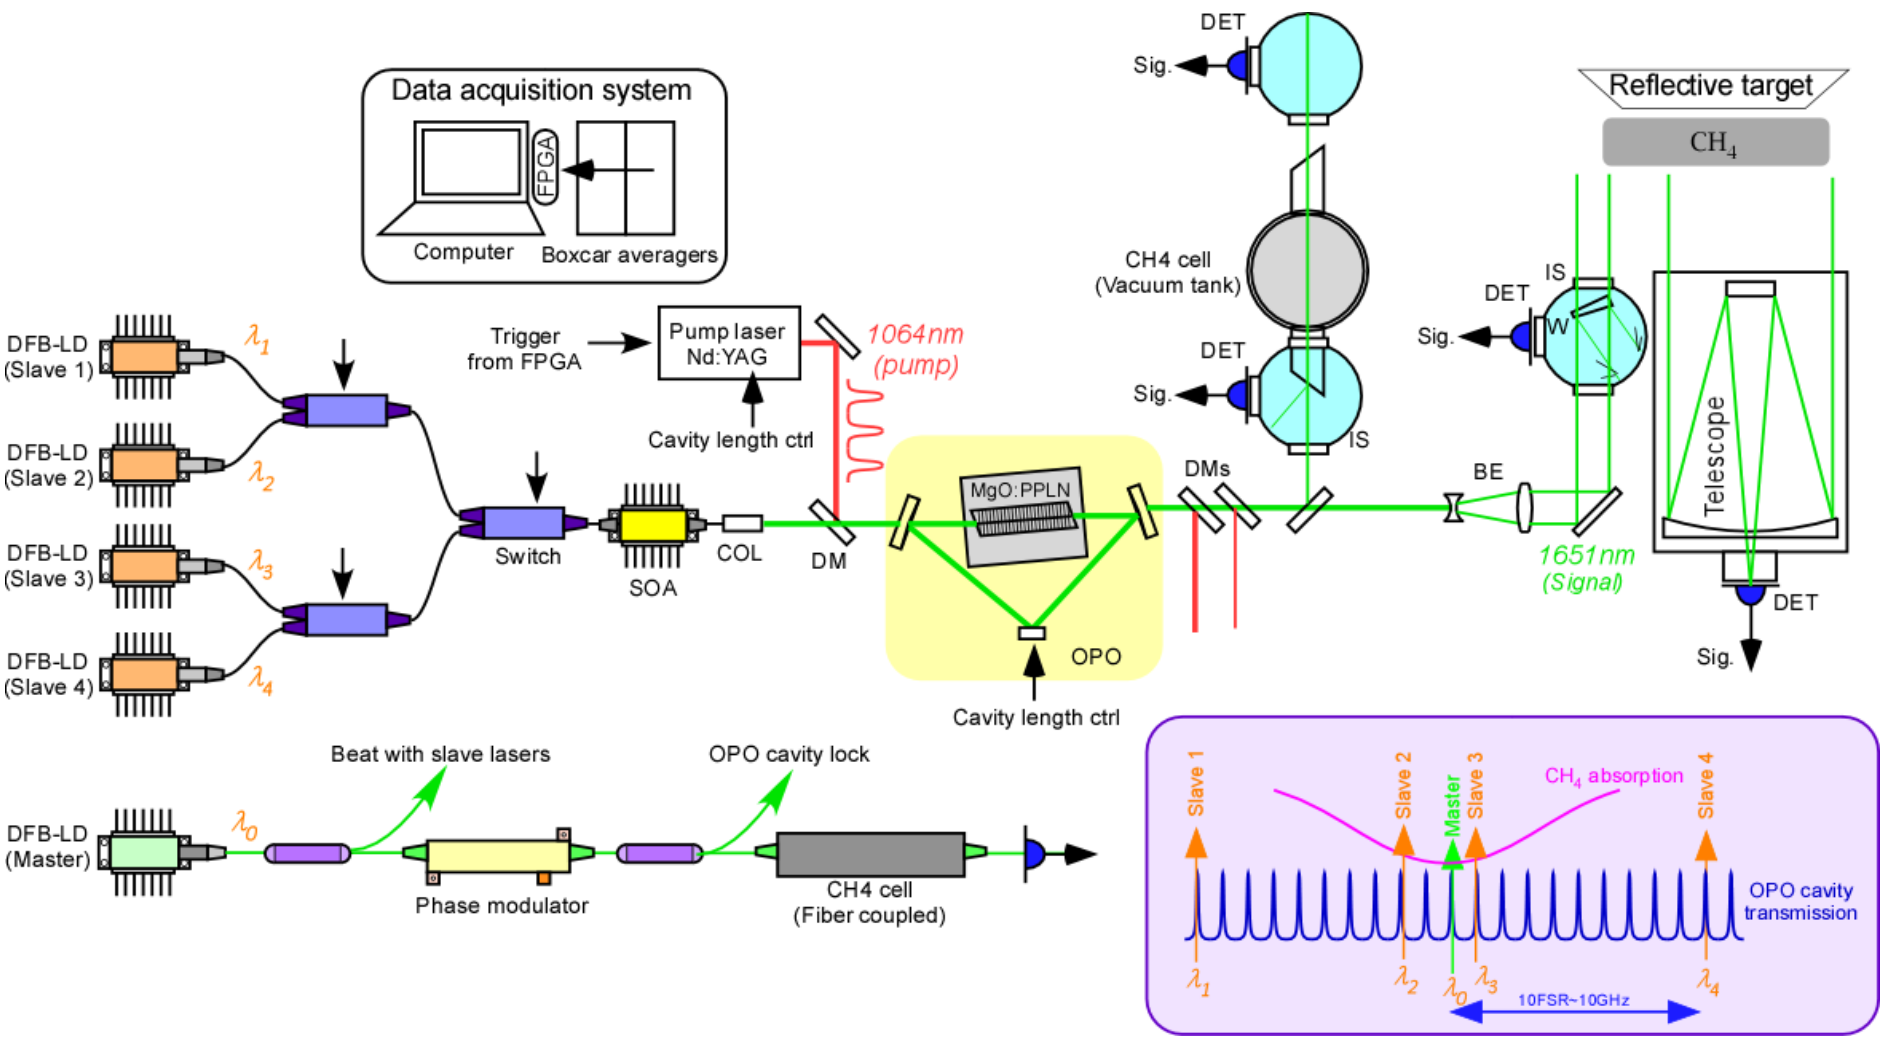 Data acquisition system
FPGA
Computer
Boxcar averagers
DFB-LD
(Slave 1)
λ1
DFB-LD
(Slave 2)
λ2
DFB-LD
(Slave 3)
λ3
DFB-LD
(Slave 4)
λ4
Switch
SOA
COL
Trigger
from FPGA
Pump laser
Nd:YAG
Cavity length ctrl
1064nm
(pump)
DM
MgO:PPLN
OPO
Cavity length ctrl
DMs
DET
Sig.
CH4 cell
(Vacuum tank)
DET
Sig.
IS
BE
1651nm
(Signal)
IS
DET
Sig.
W
Reflective target
CH4
Telescope
DET
Sig.
DFB-LD
(Master)
λ0
Beat with slave lasers
Phase modulator
OPO cavity lock
CH4 cell
(Fiber coupled)
Slave 1
Slave 2
Master
Slave 3
Slave 4
CH4 absorption
OPO cavity
transmission
λ1
λ2
λ0
λ3
λ4
10FSR~10GHz